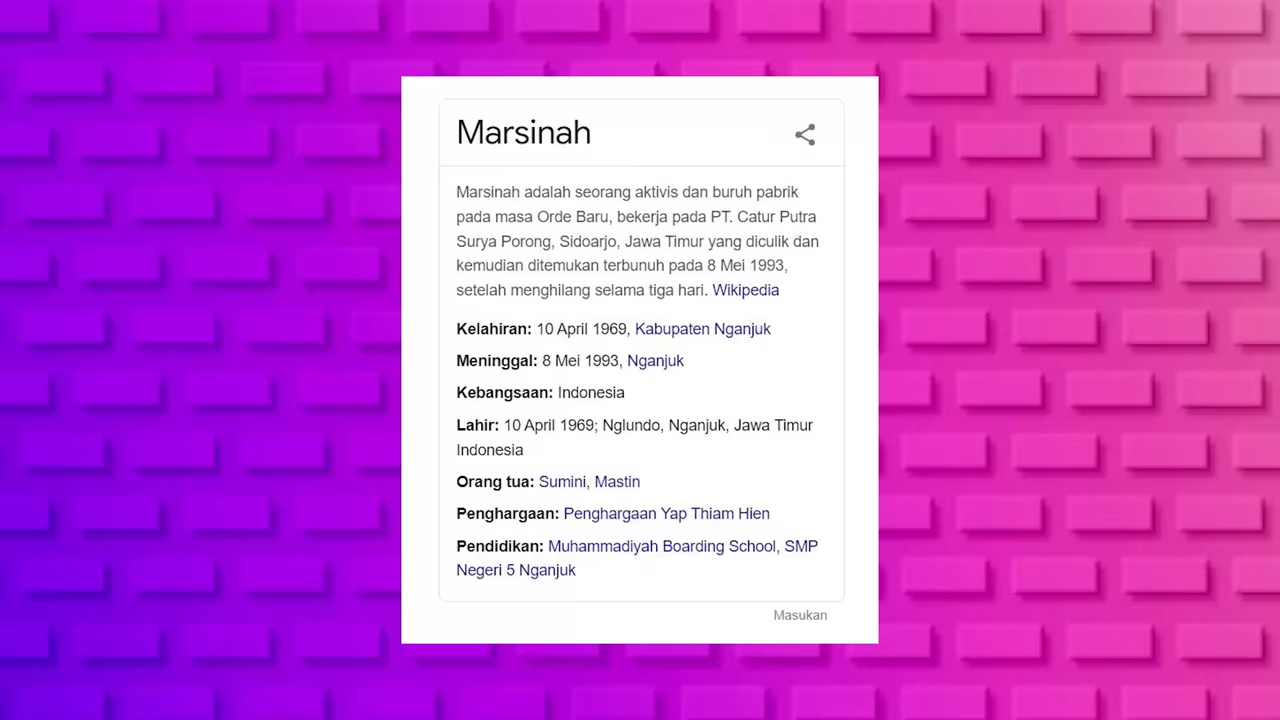 Marsinah
Marsinah adalah seorang aktivis dan buruh pabrik
pada masa Orde Baru, bekerja pada PT. Catur Putra
Surya Porong, Sidoarjo, Jawa Timur yang diculik dan
kemudian ditemukan terbunuh pada 8 Mei 1993,
setelah menghilang selama tiga hari. Wikipedia
Kelahiran: 10 April 1969, Kabupaten Nganjuk
Meninggal: 8 Mei 1993, Nganjuk
Kebangsaan: Indonesia
Lahir: 10 April 1969; Nglundo, Nganjuk, Jawa Timur
Indonesia
Orang tua: Sumini, Mastin
Penghargaan: Penghargaan Yap Thiam Hien
Pendidikan: Muhammadiyah Boarding School, SMP
Negeri 5 Nganjuk
Masukan